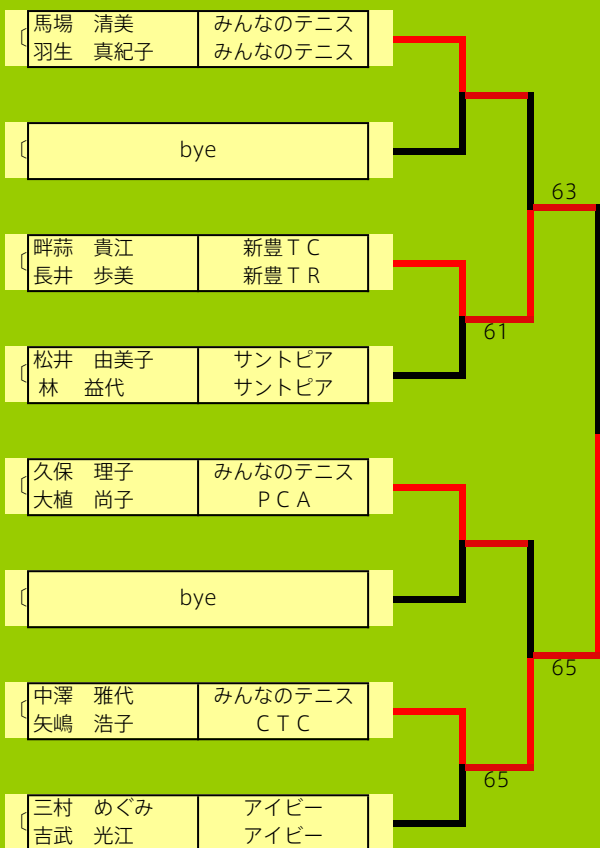 馬場　清美　みんなのテニス
羽生　真紀子　みんなのテニス
bye
63
畔蒜　貴江　新豊ＴＣ
長井　歩美　新豊ＴＲ
61
松井　由美子　サントピア
林　益代　サントピア
久保　理子　みんなのテニス
大植　尚子　ＰＣＡ
bye
65
中澤　雅代　みんなのテニス
矢嶋　浩子　ＣＴＣ
65
三村　めぐみ　アイビー
吉武　光江　アイビー